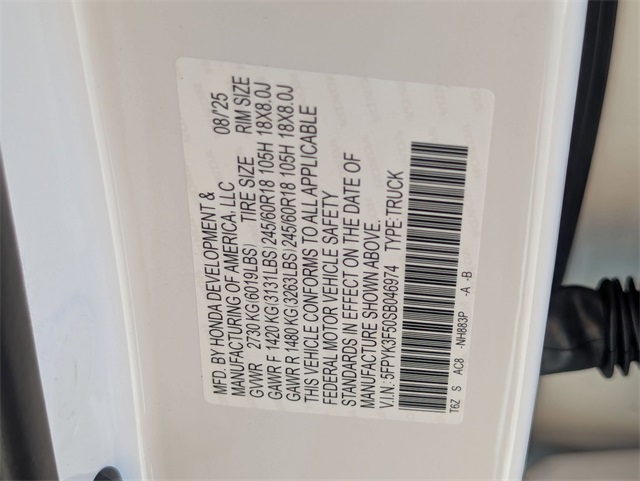 MFD. BY HONDA DEVELOPMENT & 08/'25
MANUFACTURING OF AMERICA, LLC
GVWR 2730 KG(6019LBS) TIRE SIZE RIM SIZE
GAWR F 1420 KG(3131LBS) 245/60R18 105H 18X8.0J
GAWR R 1480 KG(3263LBS) 245/60R18 105H 18X8.0J
THIS VEHICLE CONFORMS TO ALL APPLICABLE
FEDERAL MOTOR VEHICLE SAFETY
STANDARDS IN EFFECT ON THE DATE OF
MANUFACTURE SHOWN ABOVE.
V.I.N: 5FPYK3F50SB046974 TYPE: TRUCK
T6Z S AC8 -NH883P -A -B